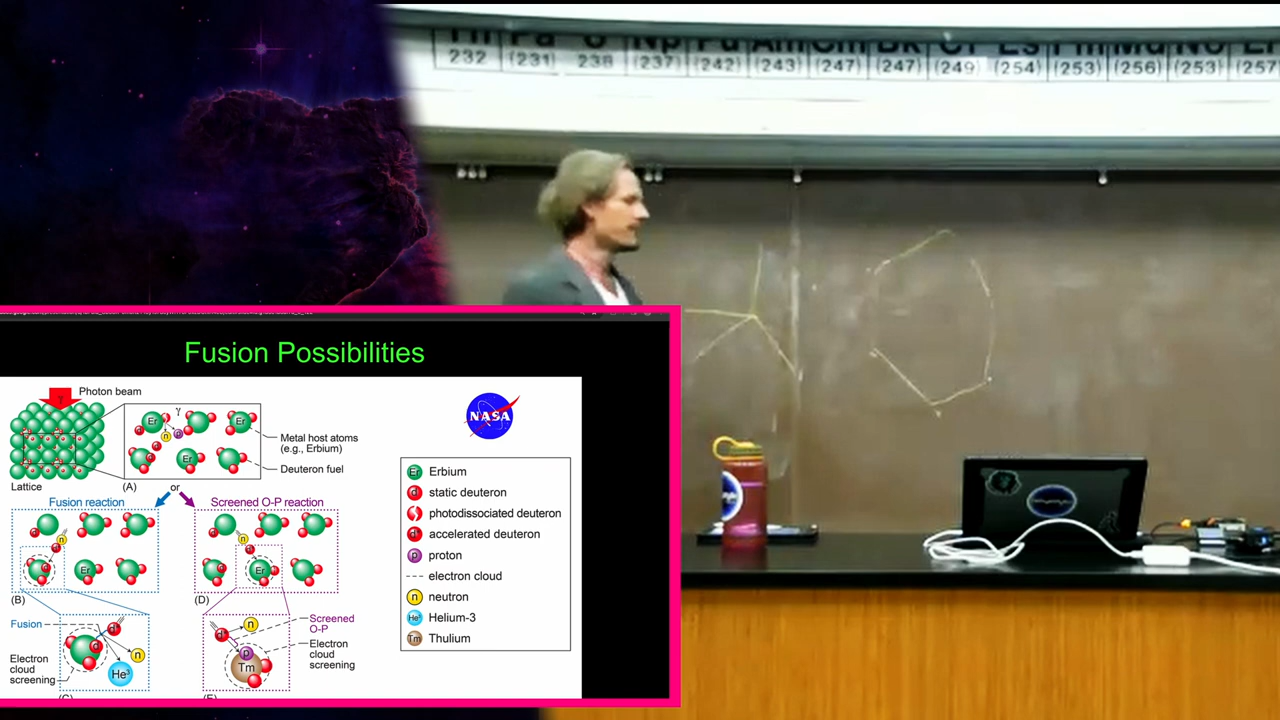 232 (231) 238 (237) (242) (243) (247) (247) (249) (254) (253) (256) (253) (257)
Fusion Possibilities
Photon beam
γ
γ
Er
Er
n
p
d
Er
Metal host atoms
(e.g., Erbium)
Deuteron fuel
Lattice
(A)
or
NASA
Fusion reaction
Screened O-P reaction
d
n
d
Er
(B)
n
d
Er
(D)
Fusion
d
d
n
He³
Electron
cloud
screening
d
n
P
Tm
Screened
O-P
Electron
cloud
screening
Er Erbium
d static deuteron
photodissociated deuteron
d accelerated deuteron
p proton
electron cloud
n neutron
He³ Helium-3
Tm Thulium